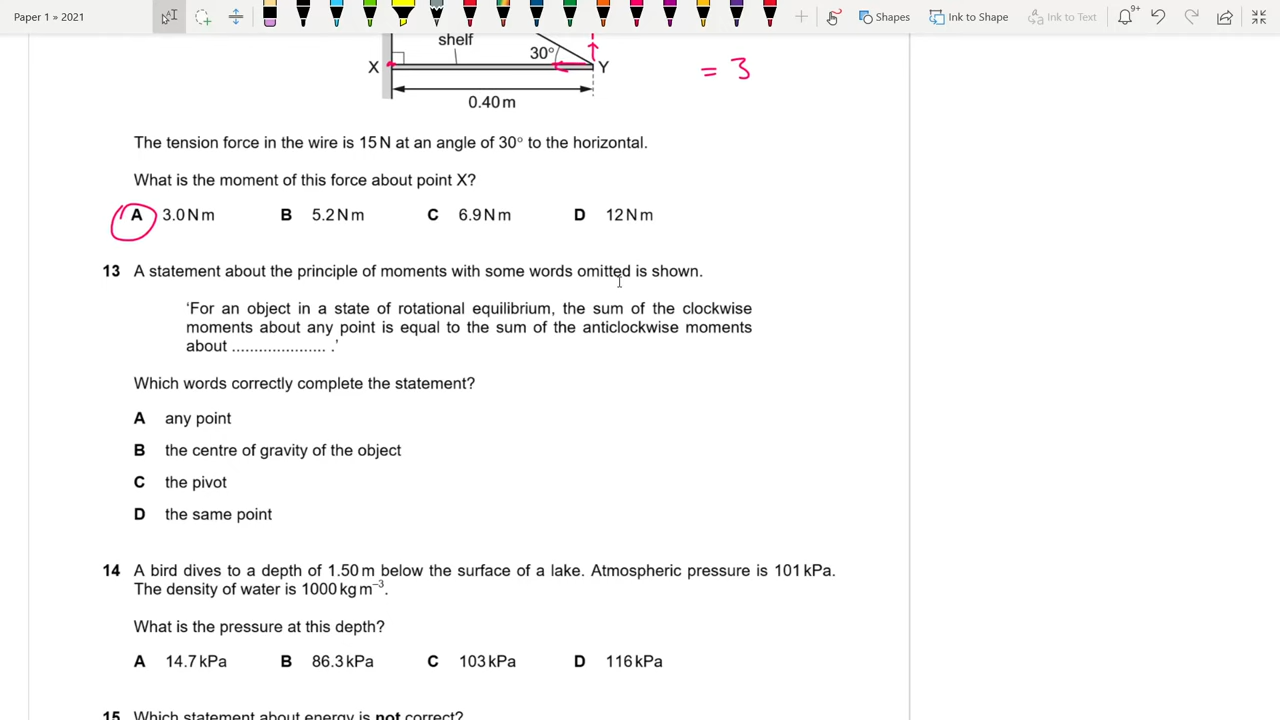 Paper 1 » 2021
Shapes
Ink to Shape
Ink to Text
9+
shelf
30°
X
Y
= 3
0.40 m
The tension force in the wire is 15 N at an angle of 30° to the horizontal.
What is the moment of this force about point X?
A 3.0 N m B 5.2 N m C 6.9 N m D 12 N m
13 A statement about the principle of moments with some words omitted is shown.
‘For an object in a state of rotational equilibrium, the sum of the clockwise
moments about any point is equal to the sum of the anticlockwise moments
about ..................... .’
Which words correctly complete the statement?
A any point
B the centre of gravity of the object
C the pivot
D the same point
14 A bird dives to a depth of 1.50 m below the surface of a lake. Atmospheric pressure is 101 kPa.
The density of water is 1000 kg m⁻³.
What is the pressure at this depth?
A 14.7 kPa B 86.3 kPa C 103 kPa D 116 kPa
15 Which statement about energy is not correct?